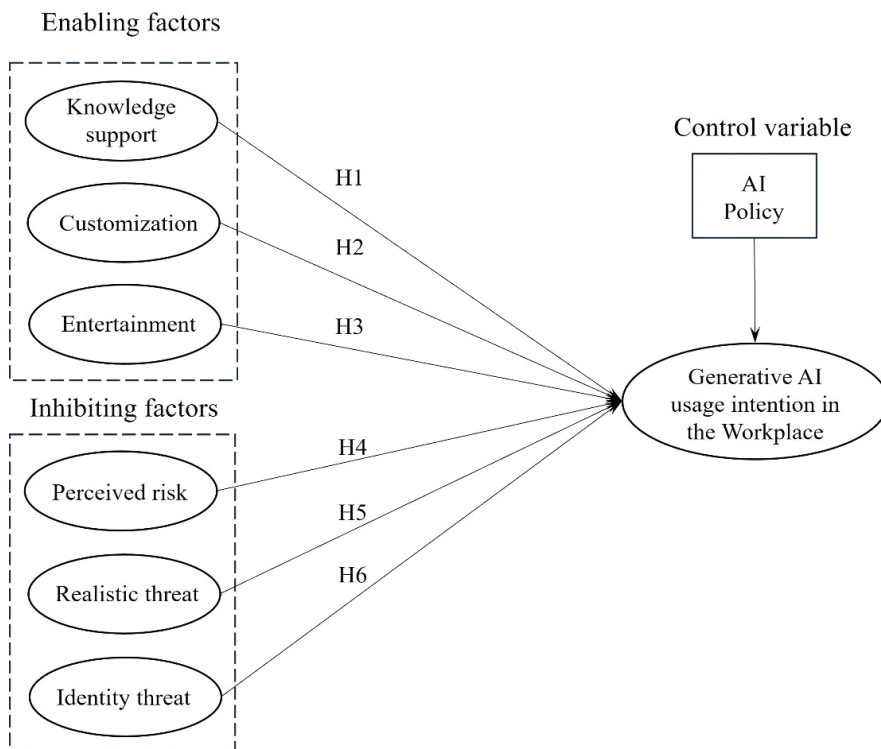 Enabling factors
Knowledge
support
Customization
Entertainment
H1
H2
H3
Inhibiting factors
Perceived risk
Realistic threat
Identity threat
H4
H5
H6
Control variable
AI
Policy
Generative AI
usage intention in
the Workplace